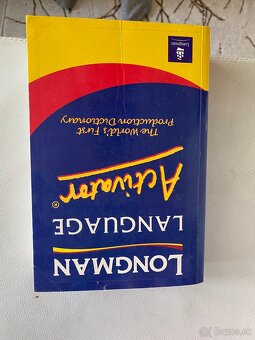 LONGMAN
LANGUAGE
Activator®
The World's First
Production Dictionary
Longman
Bazos.sk